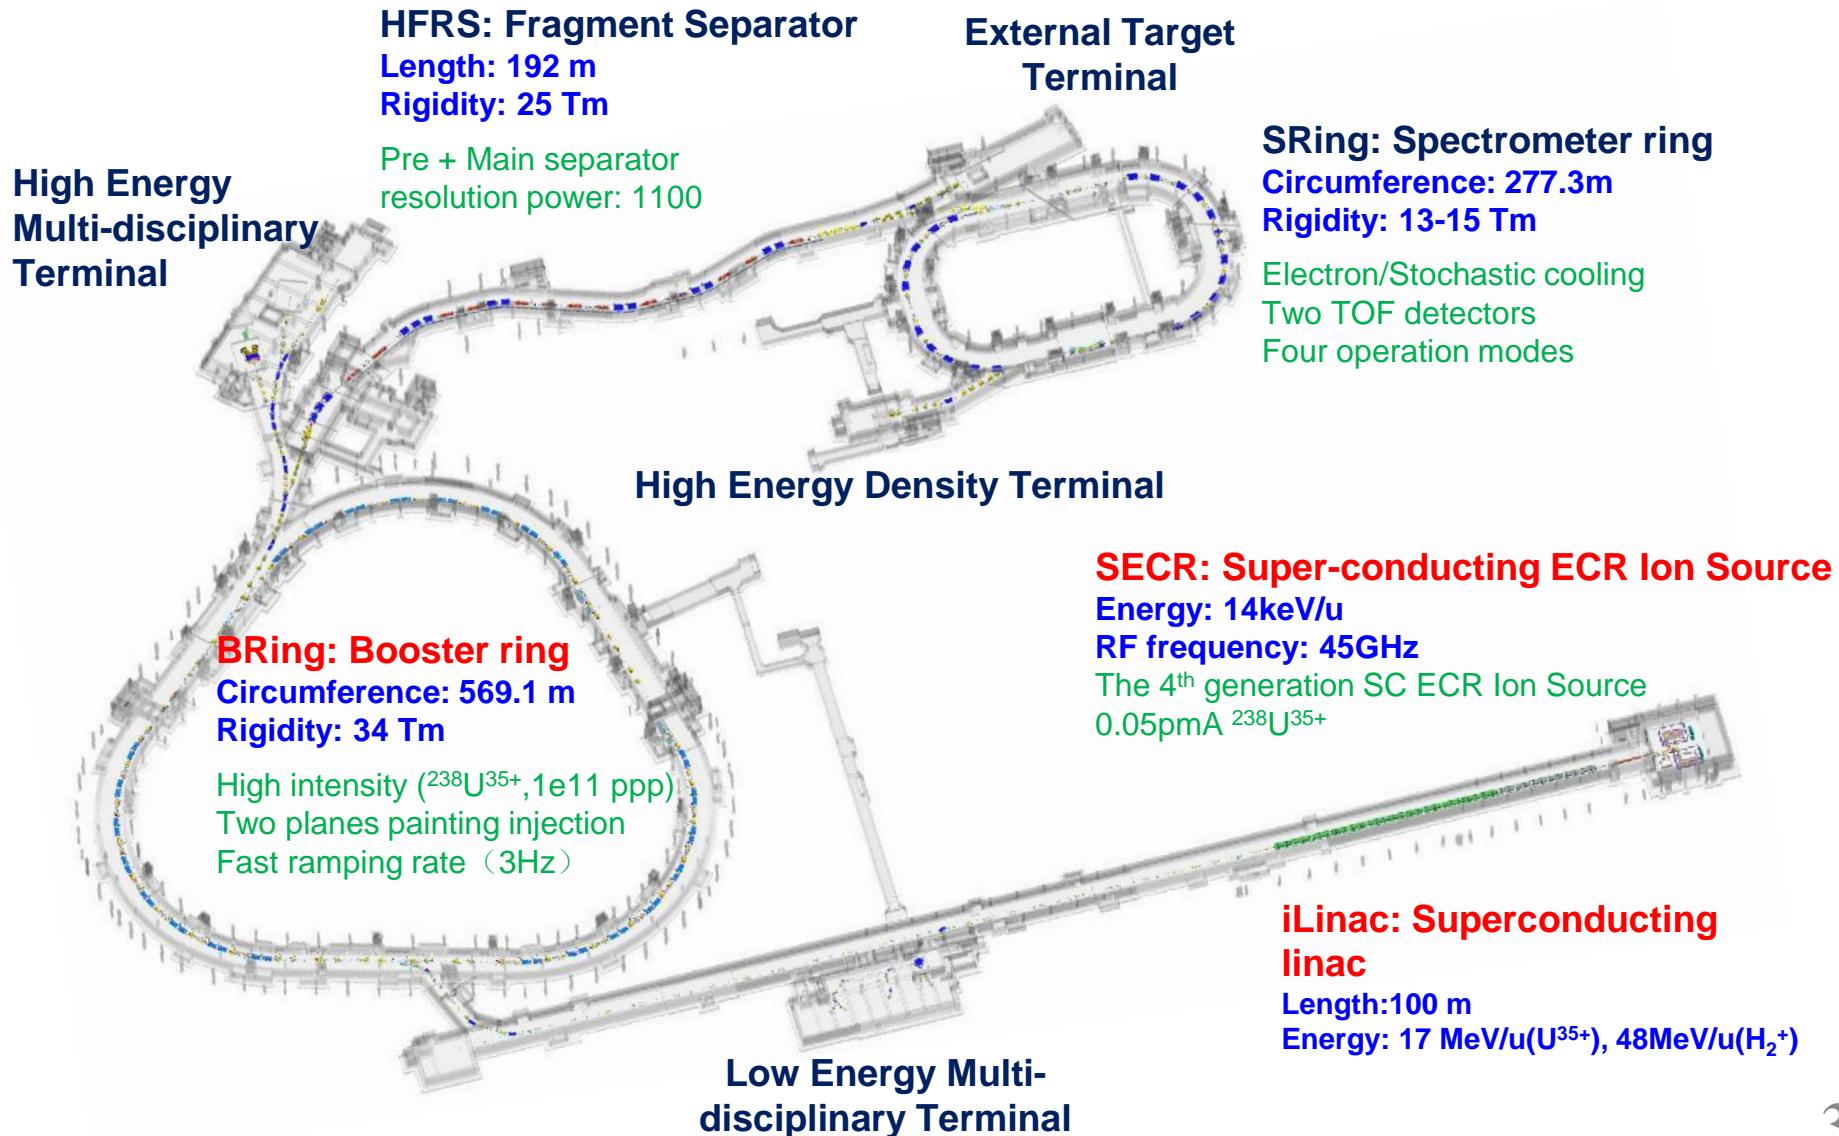 HFRS: Fragment Separator
Length: 192 m
Rigidity: 25 Tm
Pre + Main separator
resolution power: 1100
External Target
Terminal
SRing: Spectrometer ring
Circumference: 277.3m
Rigidity: 13-15 Tm
Electron/Stochastic cooling
Two TOF detectors
Four operation modes
High Energy
Multi-disciplinary
Terminal
High Energy Density Terminal
SECR: Super-conducting ECR Ion Source
Energy: 14keV/u
RF frequency: 45GHz
The 4th generation SC ECR Ion Source
0.05pmA ²³⁸U³⁵⁺
BRing: Booster ring
Circumference: 569.1 m
Rigidity: 34 Tm
High intensity (²³⁸U³⁵⁺,1e11 ppp)
Two planes painting injection
Fast ramping rate（3Hz）
iLinac: Superconducting
linac
Length:100 m
Energy: 17 MeV/u(U³⁵⁺), 48MeV/u(H₂⁺)
Low Energy Multi-
disciplinary Terminal